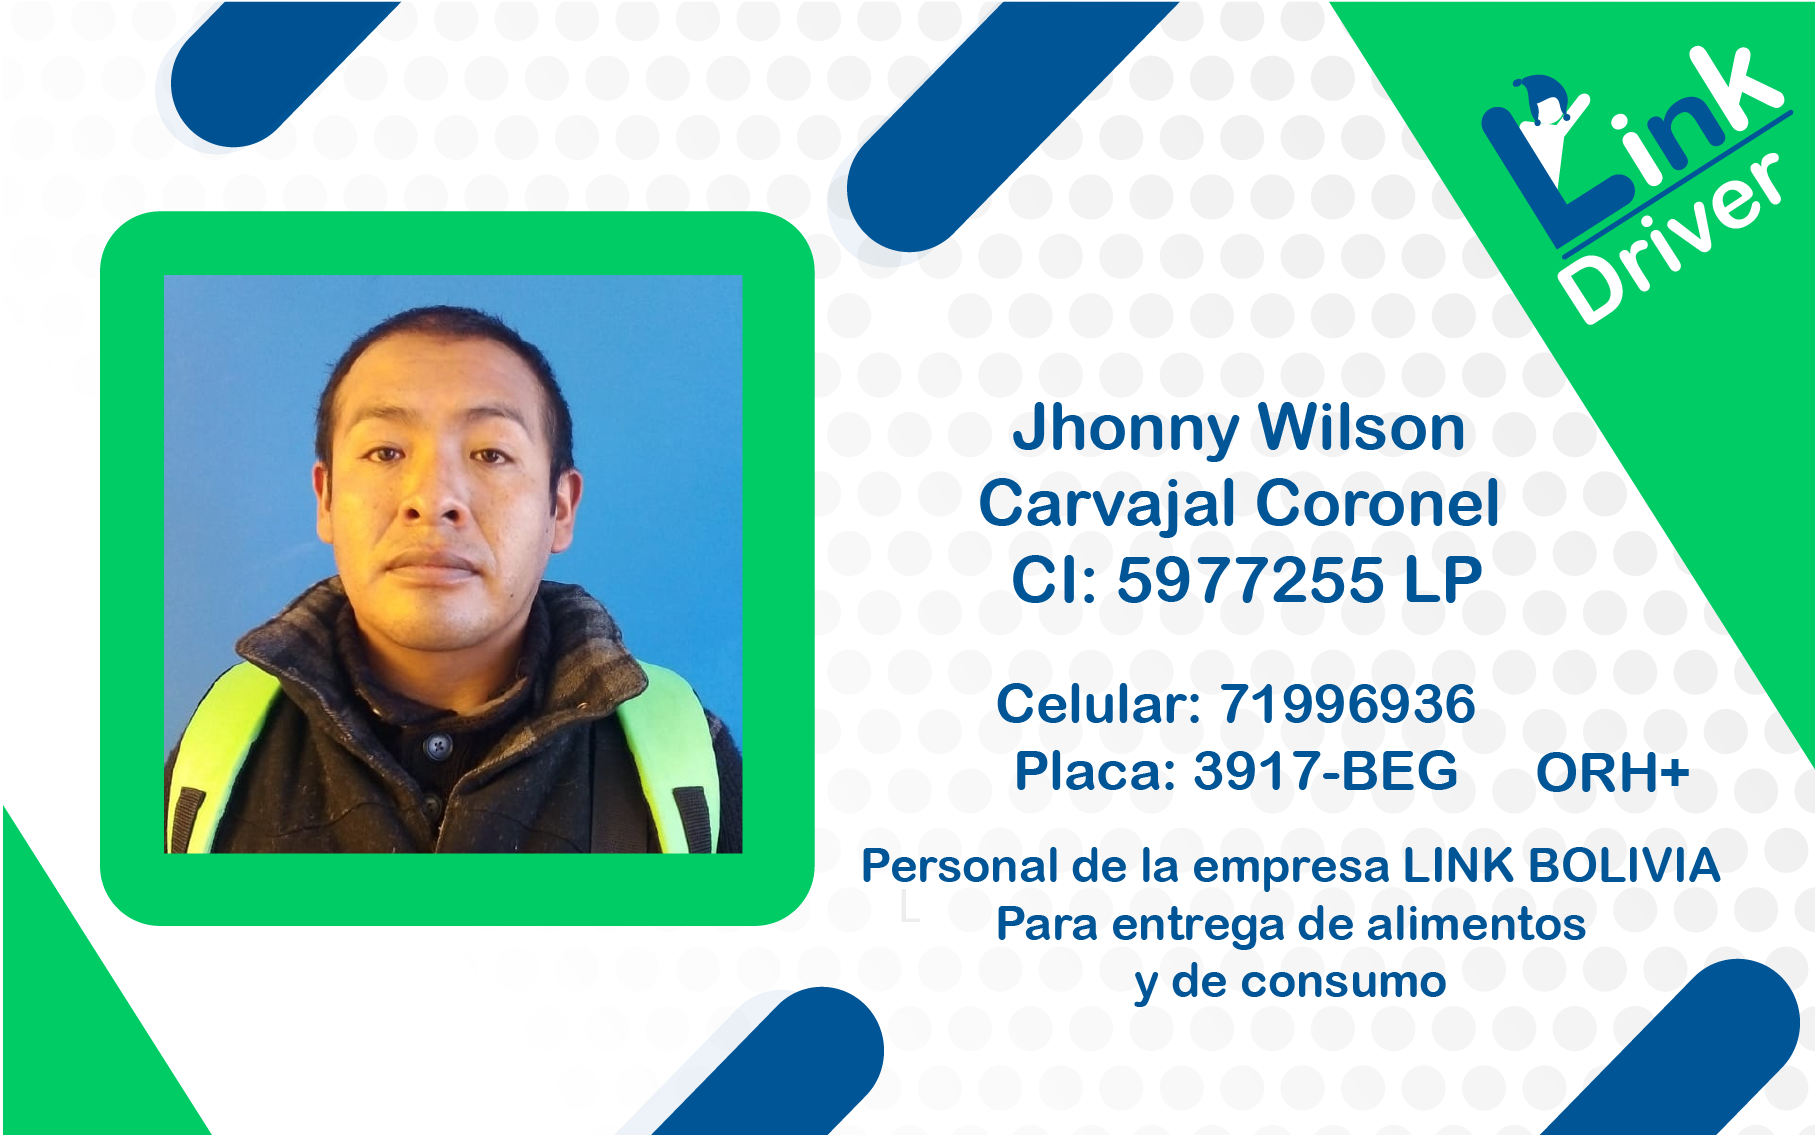 Link
Driver
Jhonny Wilson
Carvajal Coronel
CI: 5977255 LP
Celular: 71996936
Placa: 3917-BEG
ORH+
Personal de la empresa LINK BOLIVIA
L
Para entrega de alimentos
y de consumo